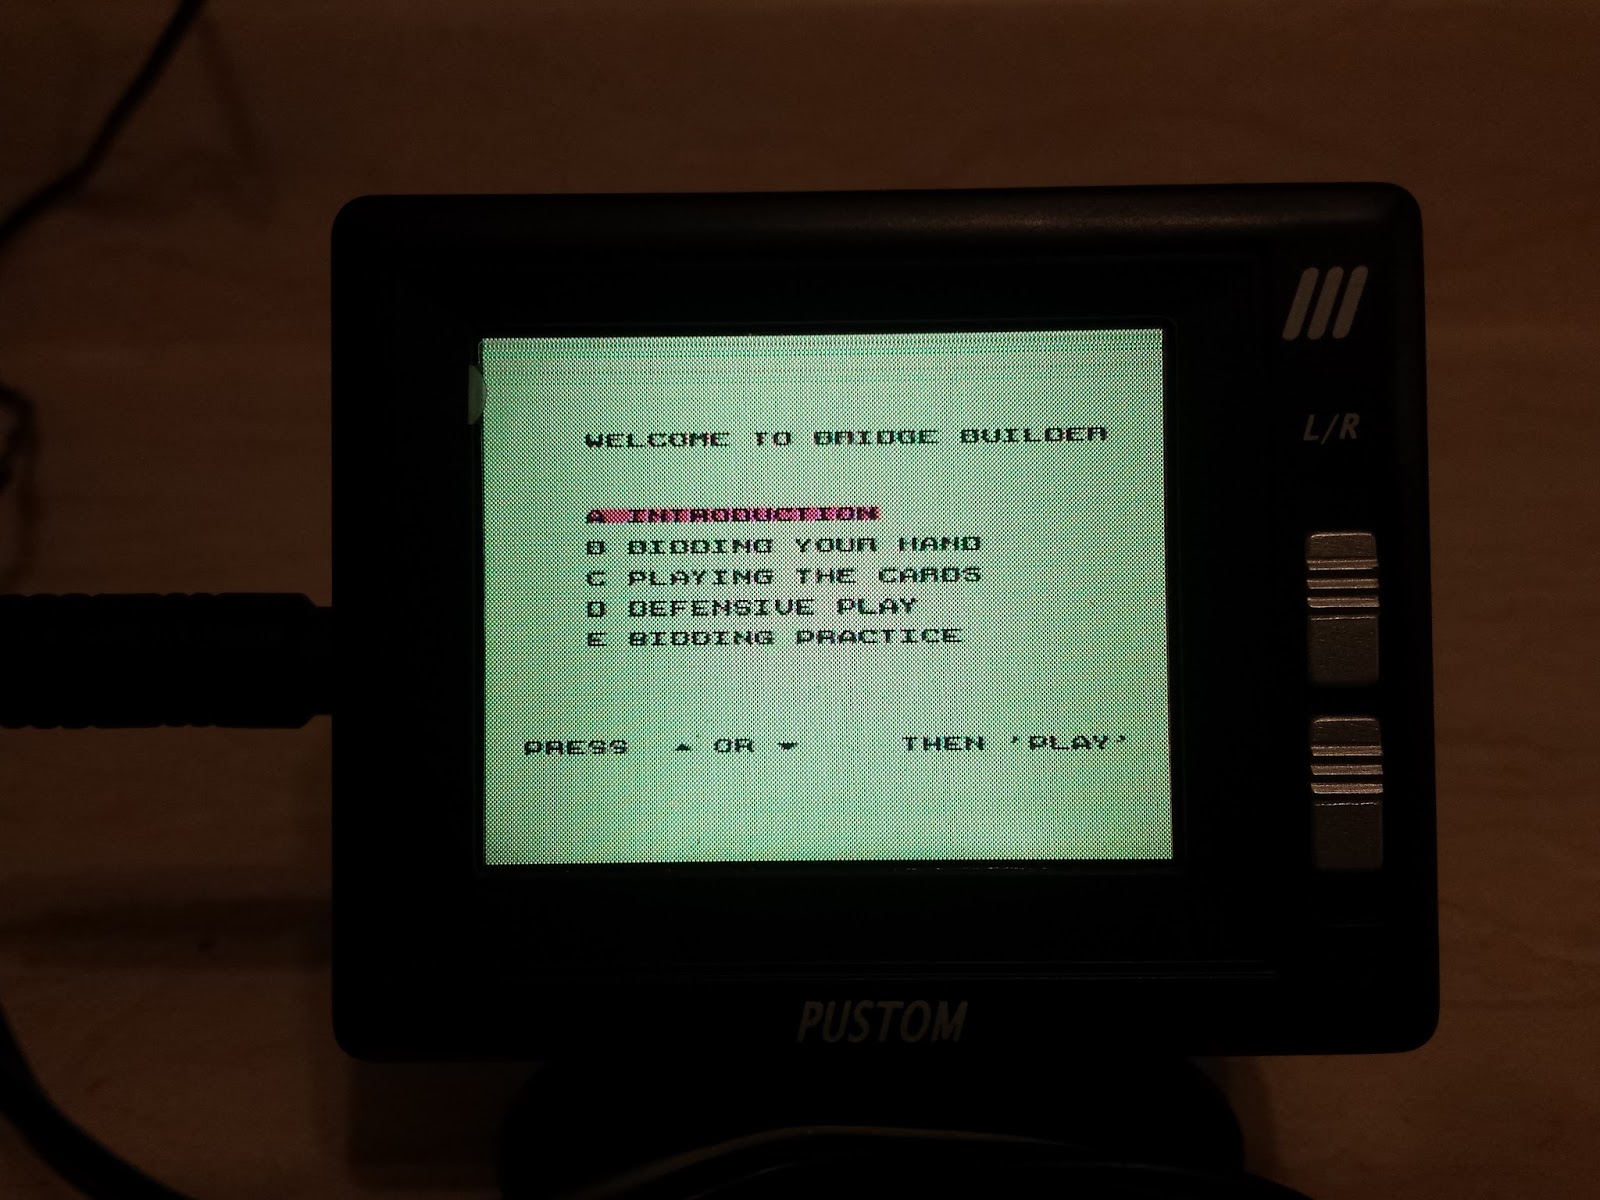 WELCOME TO BRIDGE BUILDER
A INTRODUCTION
B BIDDING YOUR HAND
C PLAYING THE CARDS
D DEFENSIVE PLAY
E BIDDING PRACTICE
PRESS ▲ OR ▼ THEN 'PLAY'
L/R
PUSTOM